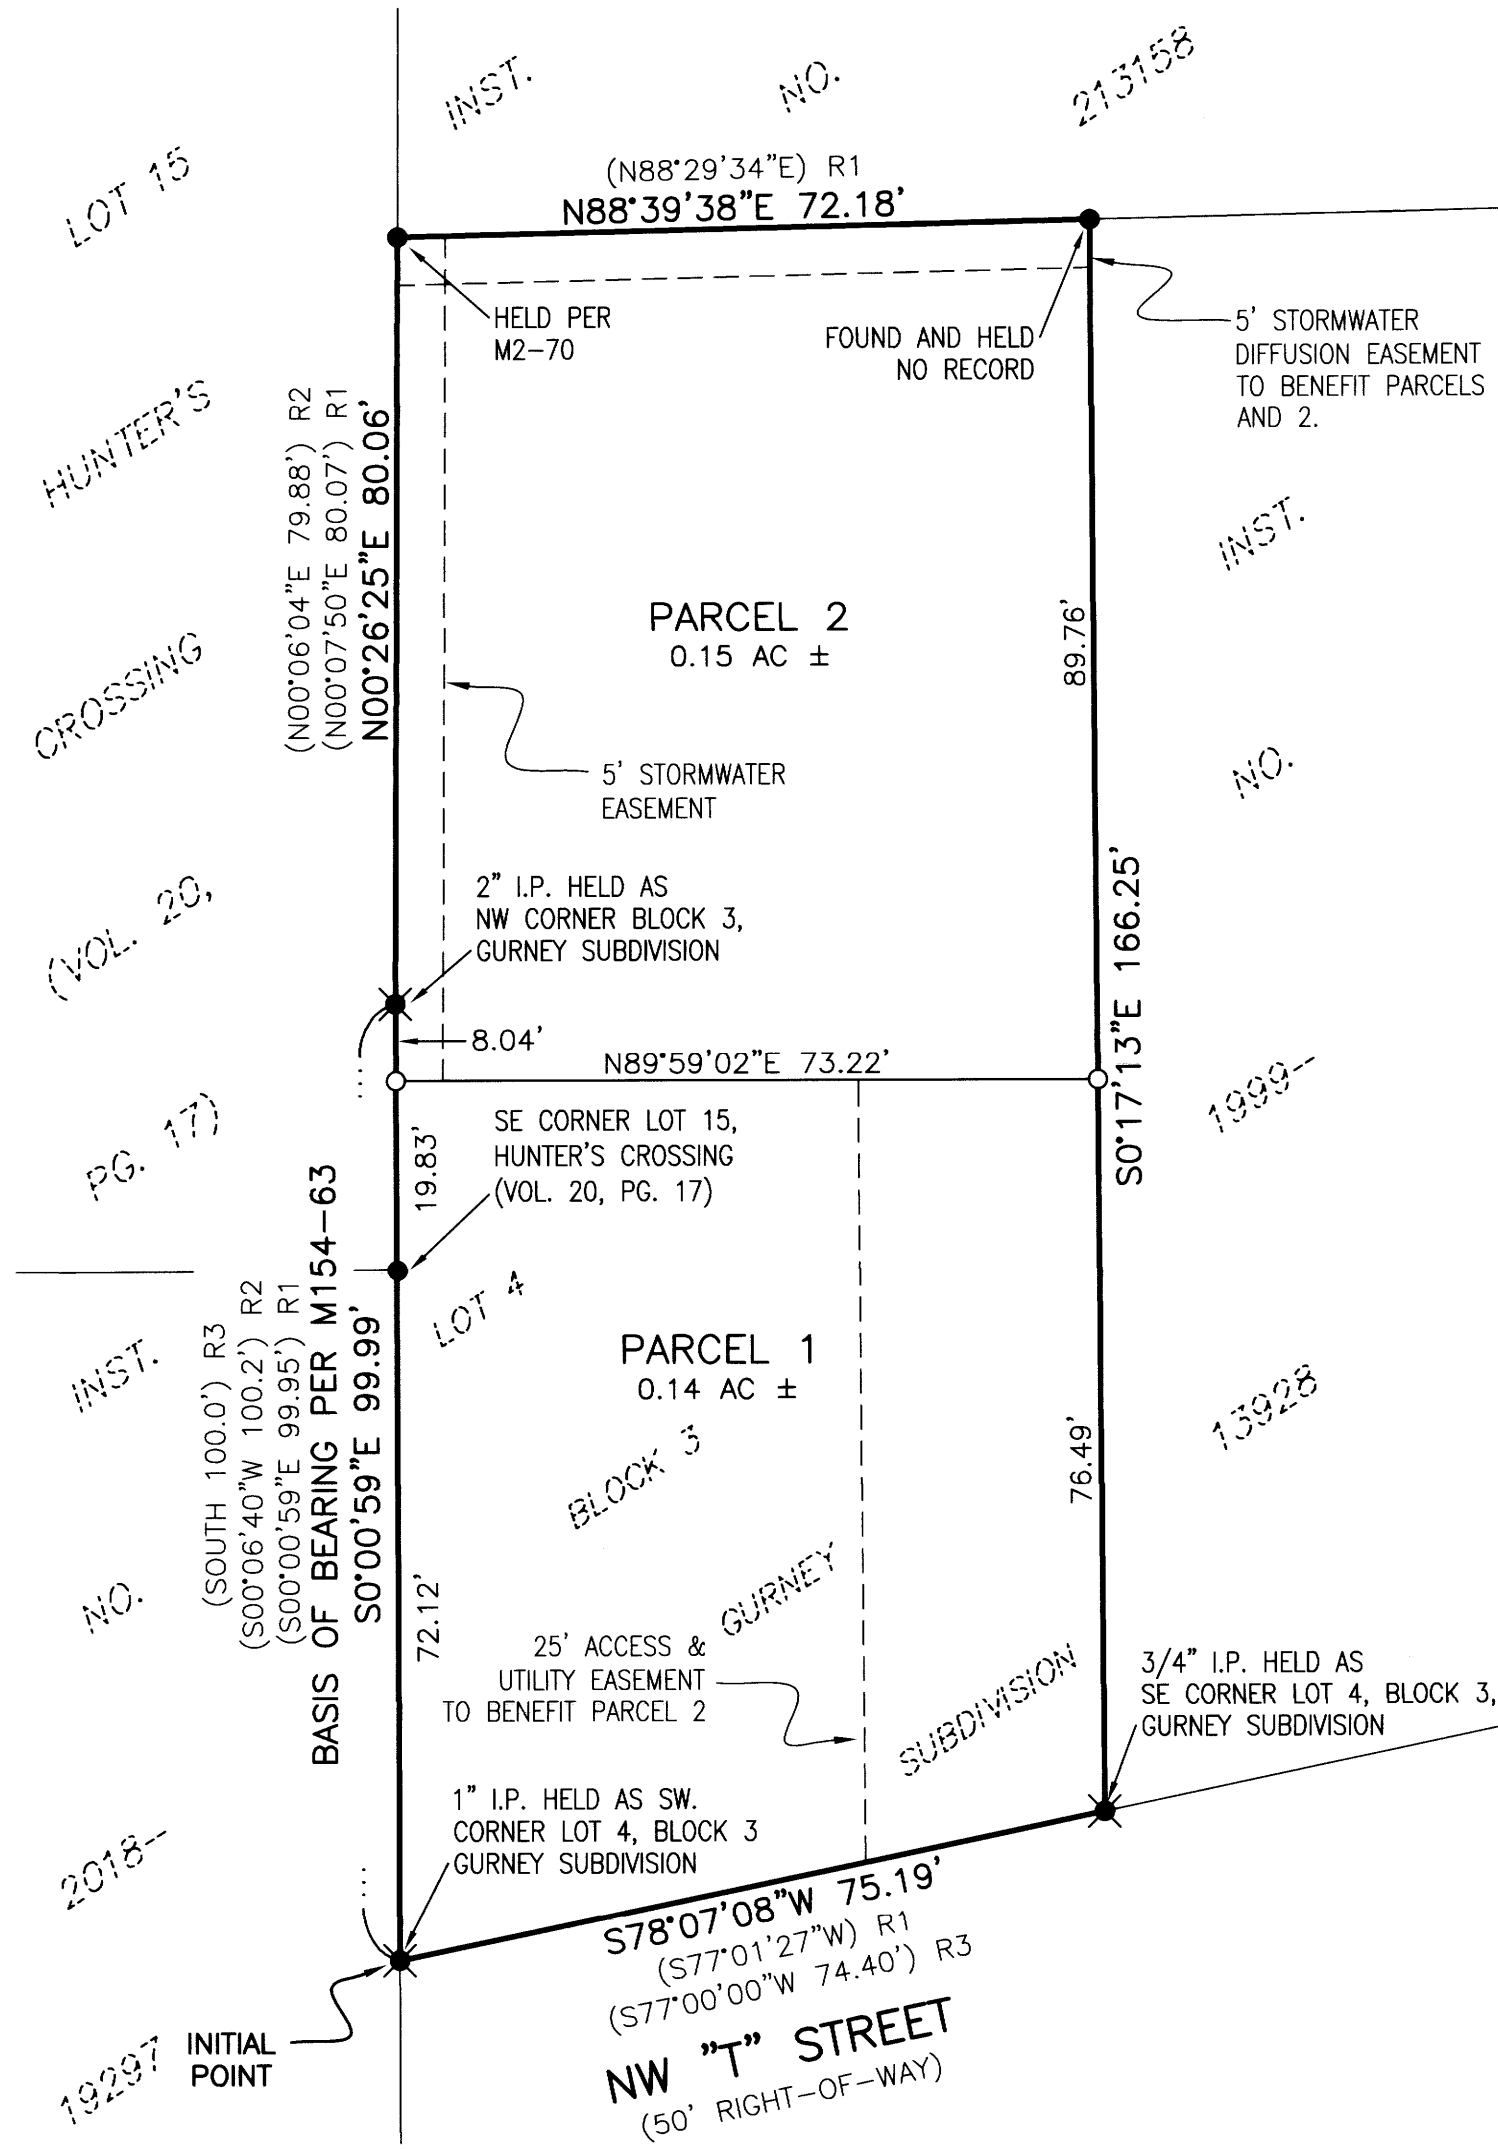 INST. NO. 213158
LOT 15
(N88°29'34"E) R1
N88°39'38"E 72.18'
HELD PER
M2-70
FOUND AND HELD
NO RECORD
5' STORMWATER
DIFFUSION EASEMENT
TO BENEFIT PARCELS
AND 2.
HUNTER'S
CROSSING
(VOL. 20,
PG. 17)
(N00°06'04"E 79.88') R2
(N00°07'50"E 80.07') R1
N00°26'25"E 80.06'
PARCEL 2
0.15 AC ±
89.76'
INST.
NO.
1999-
13928
5' STORMWATER
EASEMENT
2" I.P. HELD AS
NW CORNER BLOCK 3,
GURNEY SUBDIVISION
8.04'
N89°59'02"E 73.22'
S0°17'13"E 166.25'
19.83'
SE CORNER LOT 15,
HUNTER'S CROSSING
(VOL. 20, PG. 17)
LOT 4
PARCEL 1
0.14 AC ±
BLOCK 3
GURNEY
SUBDIVISION
76.49'
(SOUTH 100.0') R3
(S00°06'40"W 100.2') R2
(S00°00'59"E 99.95') R1
BASIS OF BEARING PER M154-63
S0°00'59"E 99.99'
72.12'
INST.
NO.
2018-
19297
25' ACCESS &
UTILITY EASEMENT
TO BENEFIT PARCEL 2
3/4" I.P. HELD AS
SE CORNER LOT 4, BLOCK 3,
GURNEY SUBDIVISION
1" I.P. HELD AS SW.
CORNER LOT 4, BLOCK 3
GURNEY SUBDIVISION
S78°07'08"W 75.19'
(S77°01'27"W) R1
(S77°00'00"W 74.40') R3
NW "T" STREET
(50' RIGHT-OF-WAY)
INITIAL
POINT